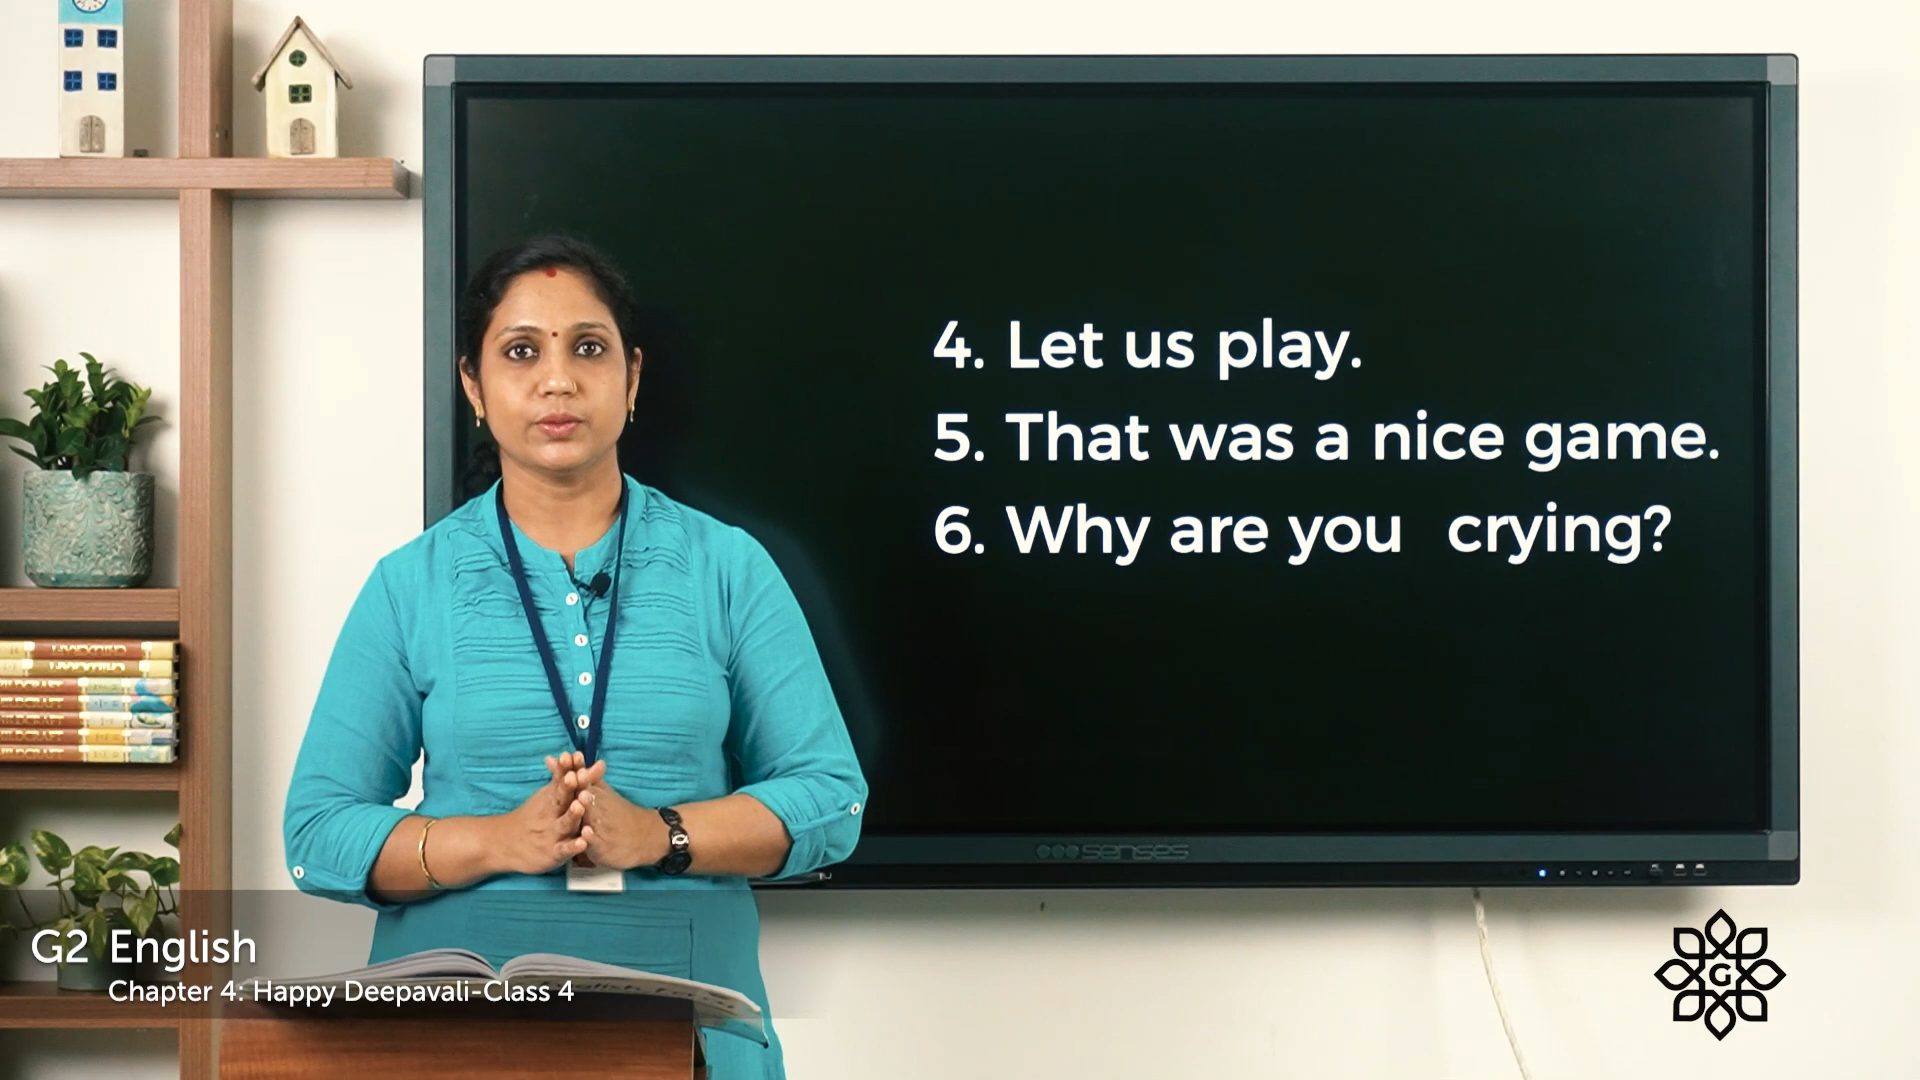 4. Let us play.
5. That was a nice game.
6. Why are you crying?
senses
G2 English
Chapter 4: Happy Deepavali-Class 4
G